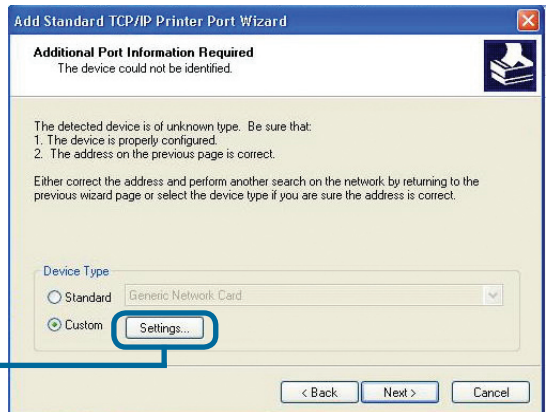 Add Standard TCP/IP Printer Port Wizard
Additional Port Information Required
The device could not be identified.
The detected device is of unknown type. Be sure that:
1. The device is properly configured.
2. The address on the previous page is correct.
Either correct the address and perform another search on the network by returning to the
previous wizard page or select the device type if you are sure the address is correct.
Device Type
Standard Generic Network Card
Custom Settings...
< Back Next > Cancel